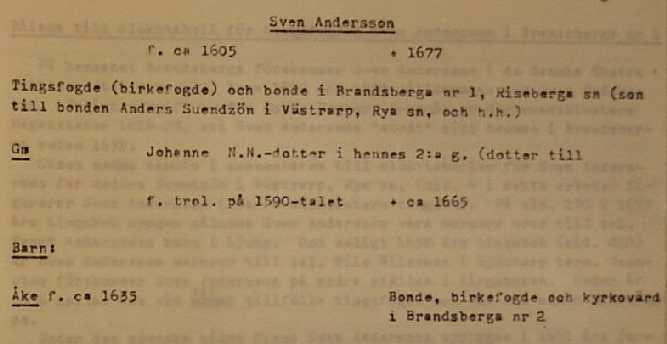 Sven Andersson
f. ca 1605 + 1677
Tingsfogde (birkefogde) och bonde i Brandsberga nr 1, Riseberga sn (son
till bonden Anders Suendzön i Västrarp, Rya sn, och h.h.)
Gm Johanne N.N.-dotter i hennes 2:a g. (dotter till
f. trol. på 1590-talet + ca 1665
Barn:
Åke f. ca 1635 Bonde, birkefogde och kyrkovärd
i Brandsberga nr 2